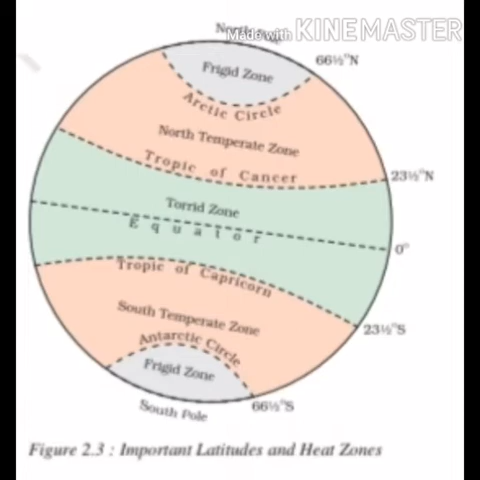 Made with KINEMASTER
North
66½°N
Frigid Zone
Arctic Circle
North Temperate Zone
Tropic of Cancer
23½°N
Torrid Zone
Equator
0°
Tropic of Capricorn
South Temperate Zone
23½°S
Antarctic Circle
Frigid Zone
66½°S
South Pole
Figure 2.3 : Important Latitudes and Heat Zones